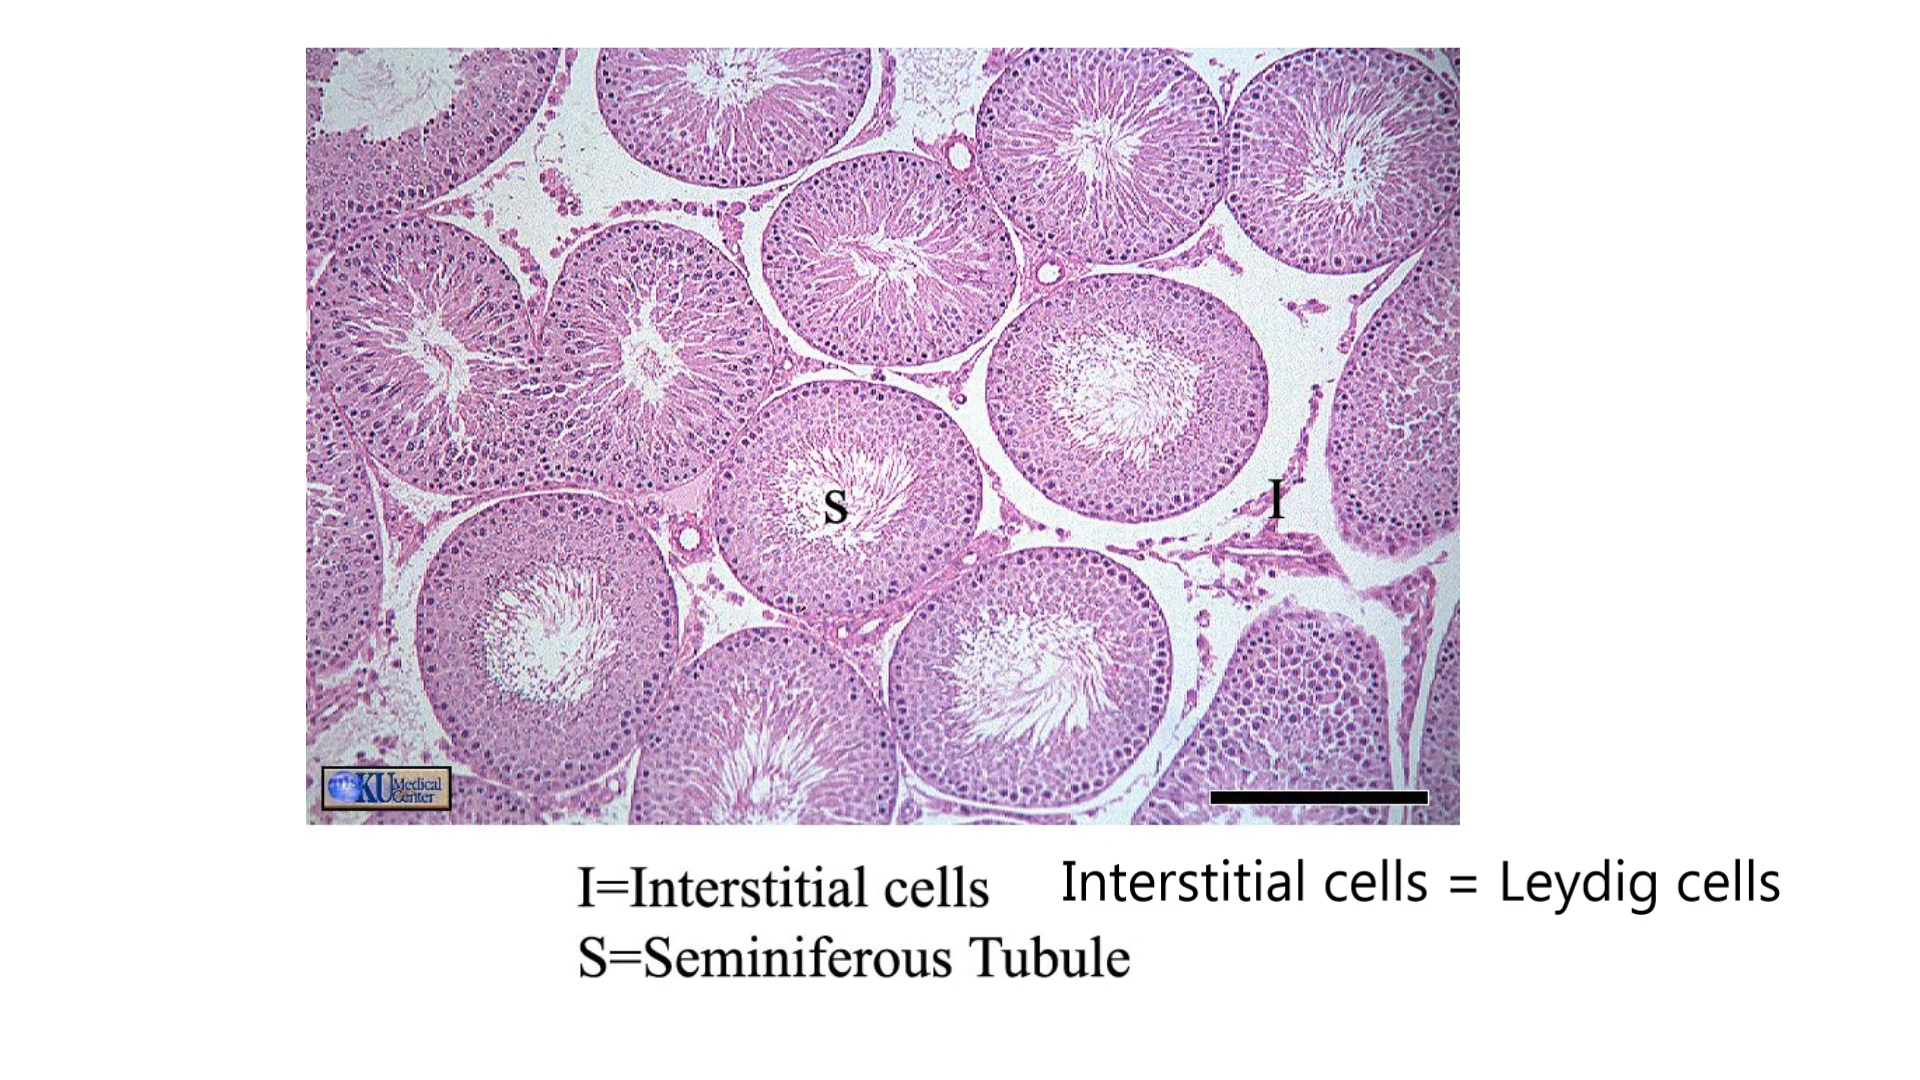 S
I
KU Medical
Center
I=Interstitial cells
Interstitial cells = Leydig cells
S=Seminiferous Tubule